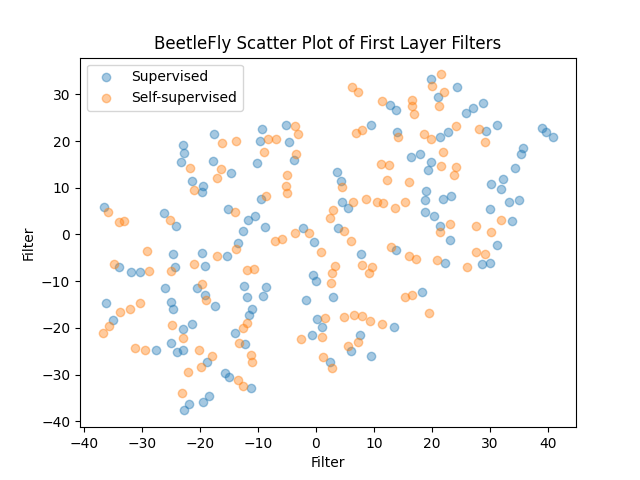 BeetleFly Scatter Plot of First Layer Filters
Supervised
Self-supervised
Filter
30
20
10
0
−10
−20
−30
−40
−40 −30 −20 −10 0 10 20 30 40
Filter